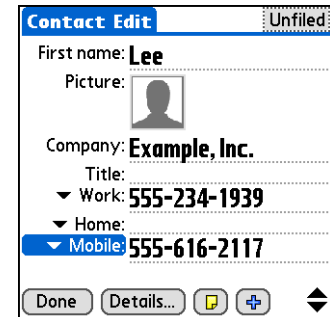 Contact Edit Unfiled
First name: Lee
Picture:
Company: Example, Inc.
Title:
Work: 555-234-1939
Home:
Mobile: 555-616-2117
Done Details...